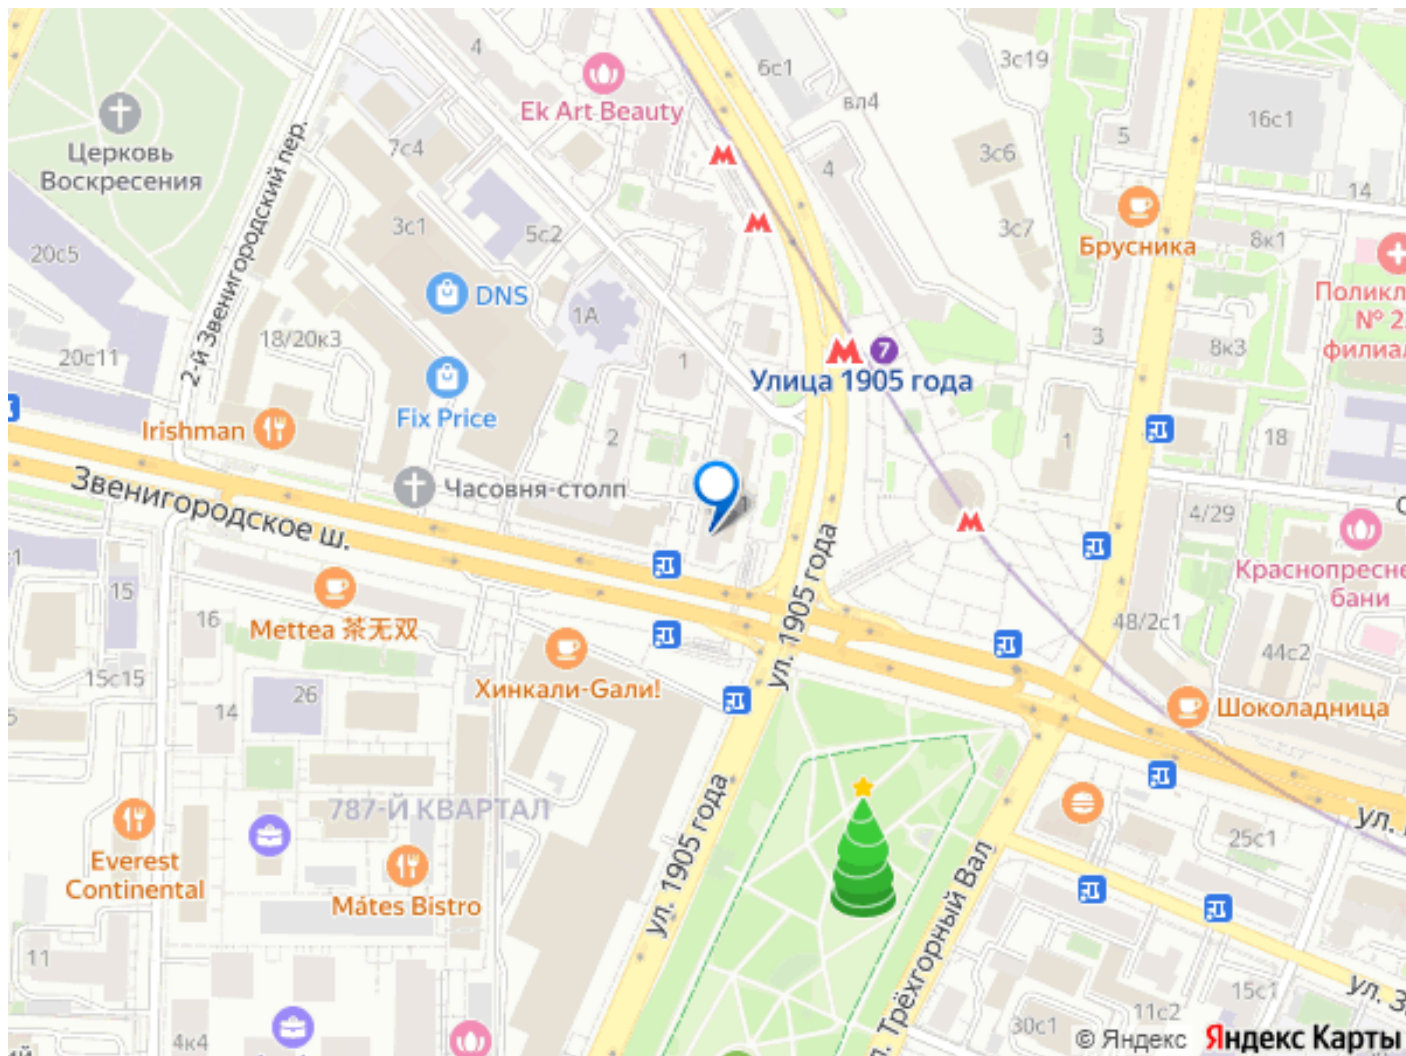 4
6с1
3с19
вл4
Ek Art Beauty
16с1
5
Церковь
Воскресения
7с4
3с6
4
14
2-й Звенигородский пер.
3с1
5с2
3с7
8к1
Брусника
20с5
DNS
1А
Поликл
№ 2
филиал
18/20к3
20с11
3
8к3
1
7
Улица 1905 года
Fix Price
Irishman
2
1
18
Звенигородское ш.
Часовня-столп
4/29
С
ул. 1905 года
15
Mettea 茶无双
16
Краснопресне
бани
48/2с1
44с2
15с15
26
14
Хинкали-Gали!
Шоколадница
787-Й КВАРТАЛ
ул.
25с1
Everest
Continental
Mátes Bistro
ул. 1905 года
Трёхгорный Вал
11
ул. З
15с1
11с2
30с1
4к4
ий
© Яндекс
Яндекс Карты